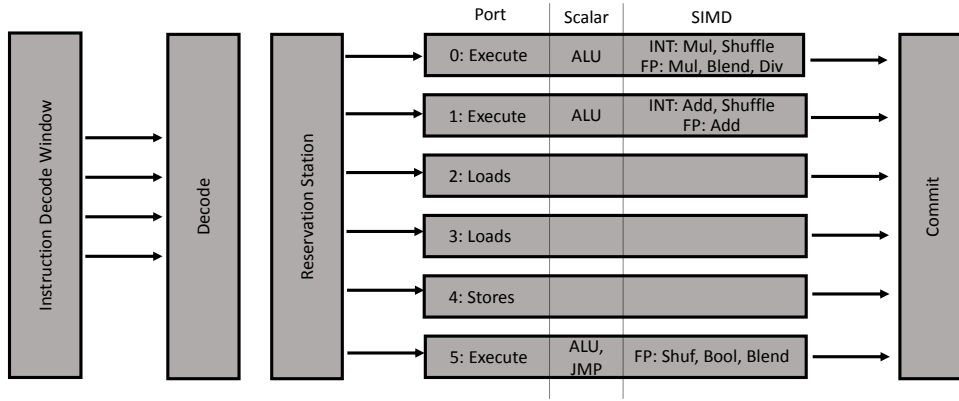 Port Scalar SIMD
Instruction Decode Window
Decode
Reservation Station
0: Execute ALU INT: Mul, Shuffle
FP: Mul, Blend, Div
1: Execute ALU INT: Add, Shuffle
FP: Add
2: Loads
3: Loads
4: Stores
5: Execute ALU,
JMP FP: Shuf, Bool, Blend
Commit